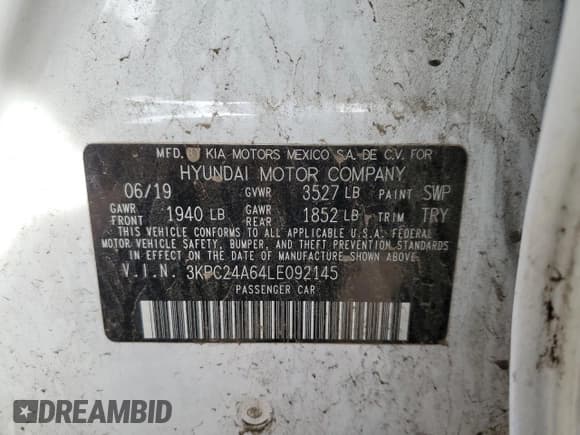 MFD. BY KIA MOTORS MEXICO S.A. DE C.V. FOR
HYUNDAI MOTOR COMPANY
06/19 GVWR 3527 LB PAINT SWP
GAWR FRONT 1940 LB GAWR REAR 1852 LB TRIM TRY
THIS VEHICLE CONFORMS TO ALL APPLICABLE U.S.A. FEDERAL
MOTOR VEHICLE SAFETY, BUMPER, AND THEFT PREVENTION STANDARDS
IN EFFECT ON THE DATE OF MANUFACTURE SHOWN ABOVE.
V.I.N. 3KPC24A64LE092145
PASSENGER CAR
DREAMBID